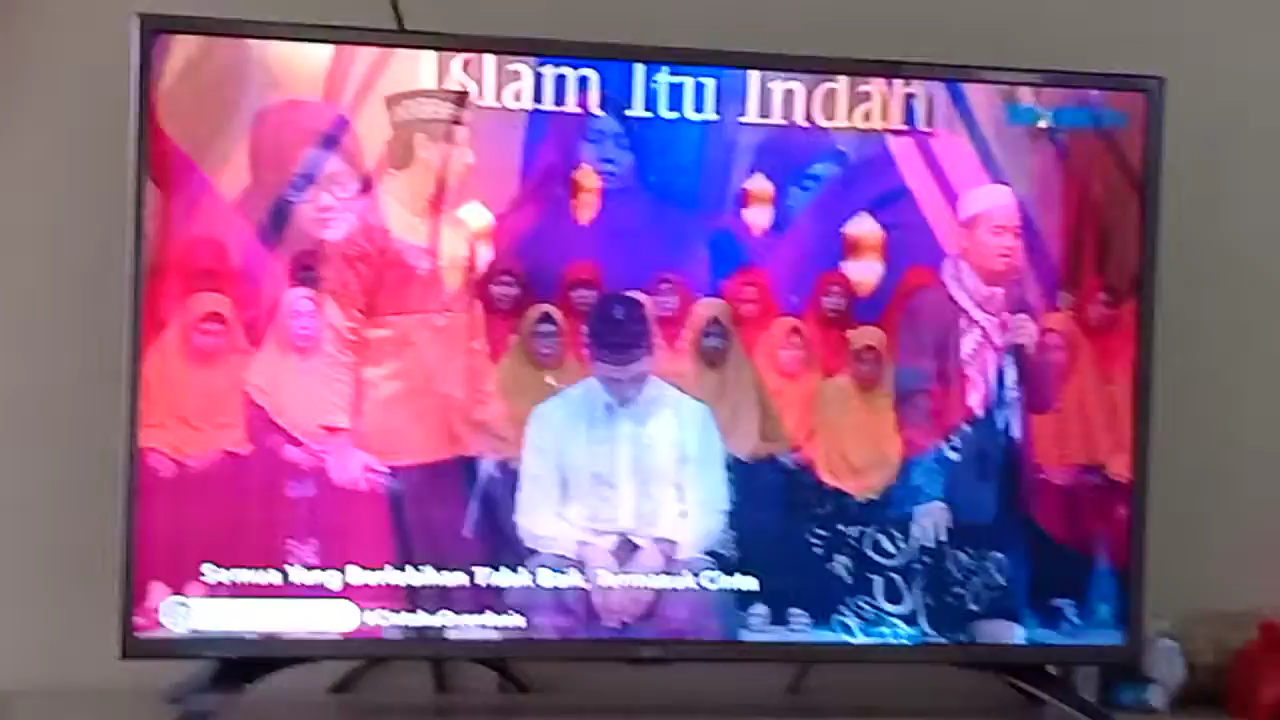 Islam Itu Indah
Semua Yang Berlebihan Tidak Baik, Termasuk Cinta